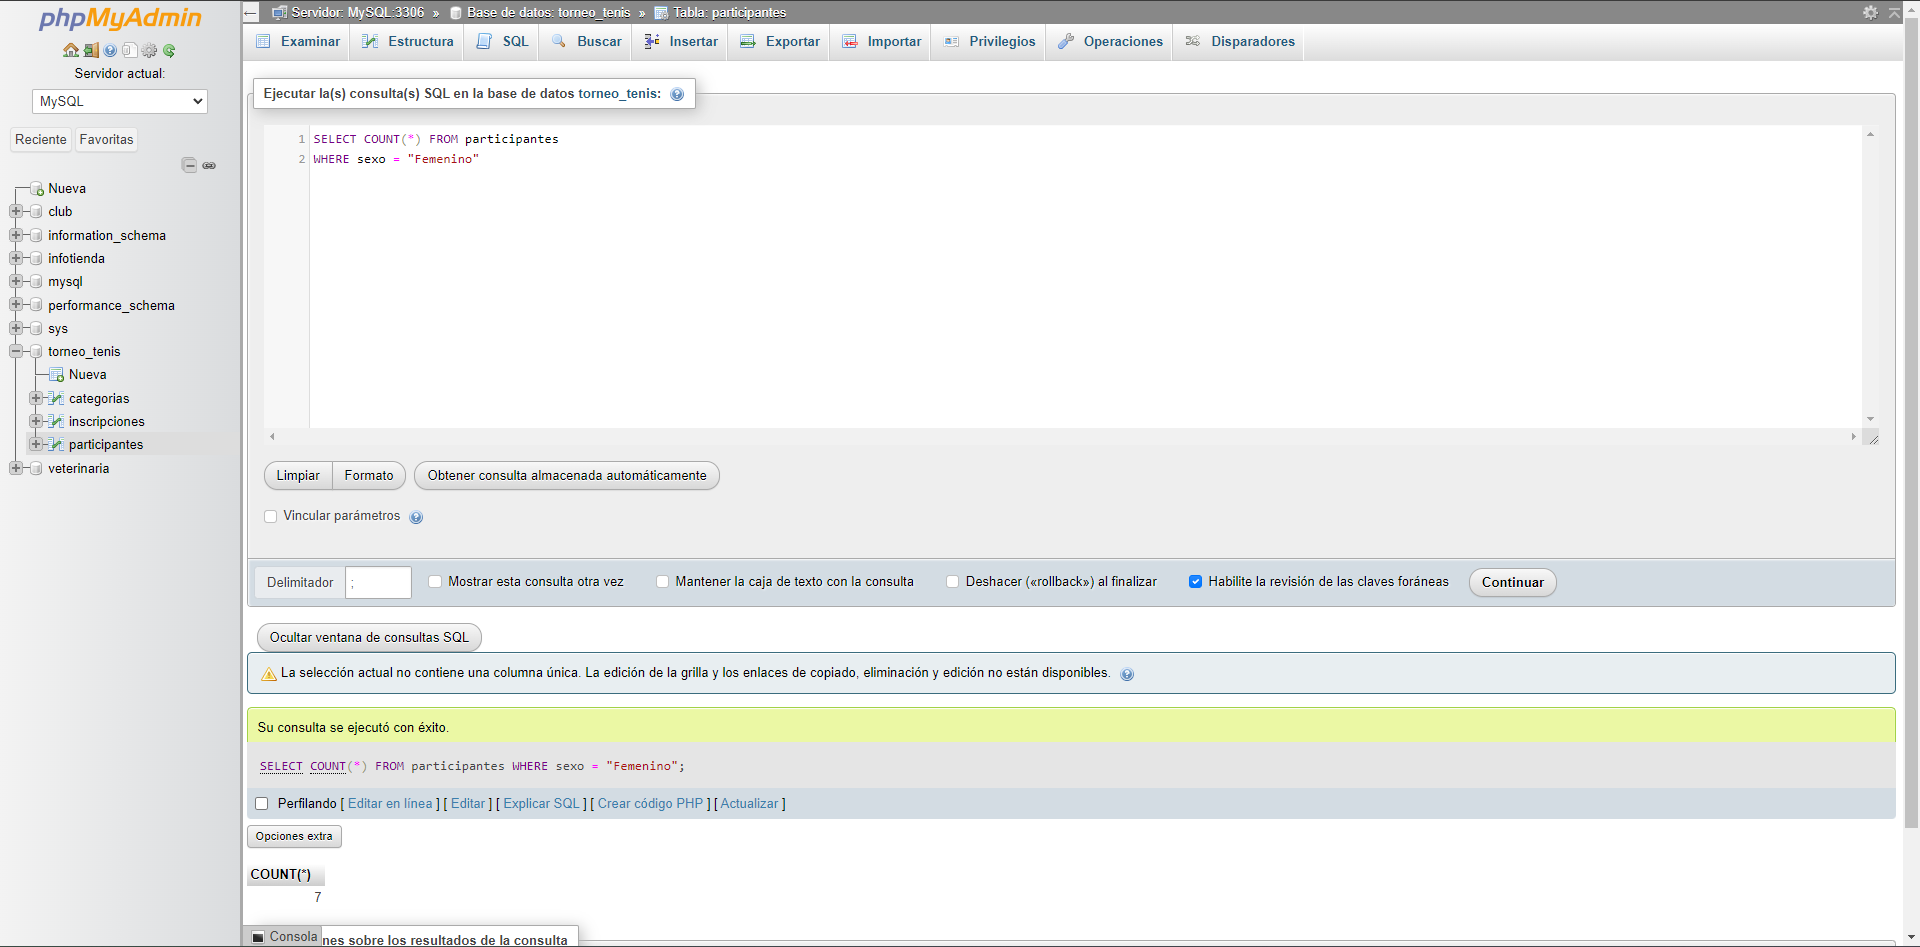 phpMyAdmin
Servidor actual:
MySQL
Reciente Favoritas
Nueva
club
information_schema
infotienda
mysql
performance_schema
sys
torneo_tenis
Nueva
categorias
inscripciones
participantes
veterinaria
Servidor: MySQL:3306 » Base de datos: torneo_tenis » Tabla: participantes
Examinar Estructura SQL Buscar Insertar Exportar Importar Privilegios Operaciones Disparadores
Ejecutar la(s) consulta(s) SQL en la base de datos torneo_tenis:
1 SELECT COUNT(*) FROM participantes
2 WHERE sexo = "Femenino"
Limpiar Formato Obtener consulta almacenada automáticamente
Vincular parámetros
Delimitador ; Mostrar esta consulta otra vez Mantener la caja de texto con la consulta Deshacer («rollback») al finalizar Habilite la revisión de las claves foráneas Continuar
Ocultar ventana de consultas SQL
La selección actual no contiene una columna única. La edición de la grilla y los enlaces de copiado, eliminación y edición no están disponibles.
Su consulta se ejecutó con éxito.
SELECT COUNT(*) FROM participantes WHERE sexo = "Femenino";
Perfilando [ Editar en línea ] [ Editar ] [ Explicar SQL ] [ Crear código PHP ] [ Actualizar ]
Opciones extra
COUNT(*)
7
Consola nes sobre los resultados de la consulta